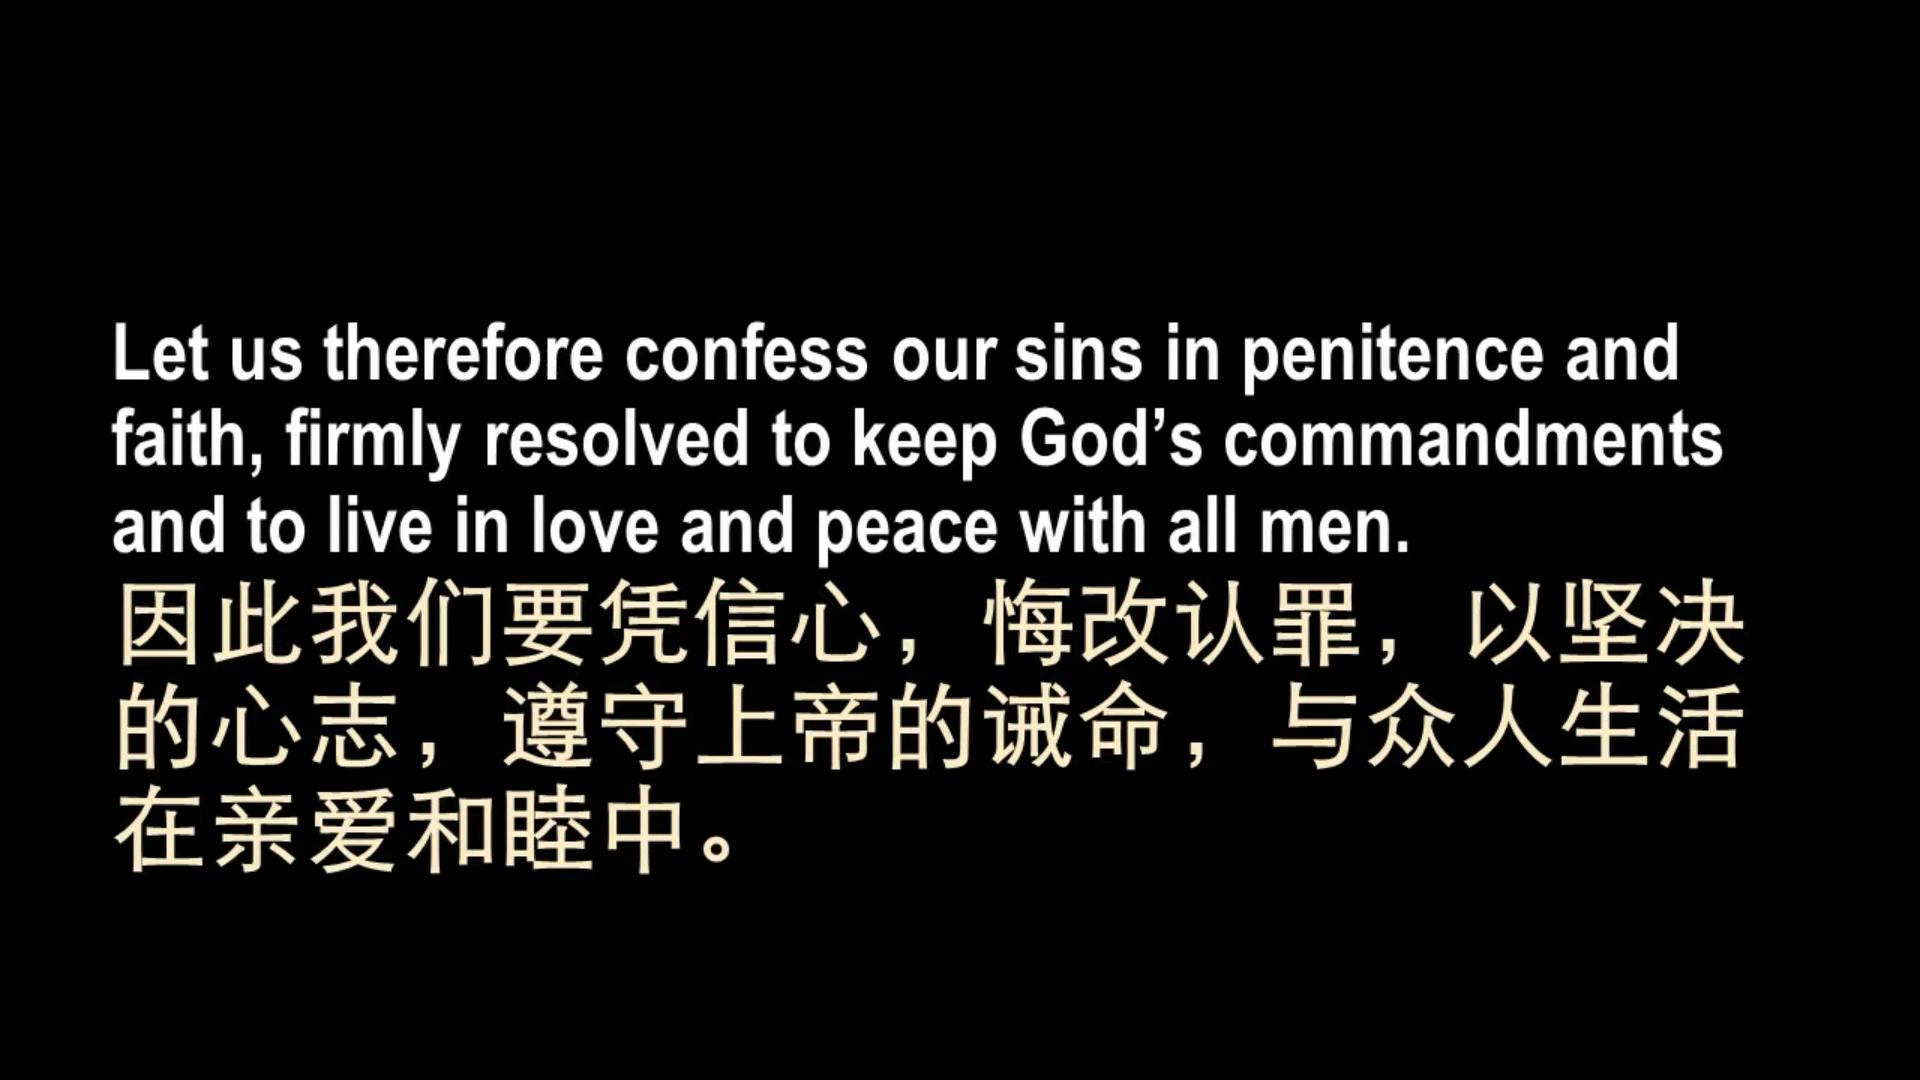 Let us therefore confess our sins in penitence and
faith, firmly resolved to keep God’s commandments
and to live in love and peace with all men.
因此我们要凭信心，悔改认罪，以坚决
的心志，遵守上帝的诫命，与众人生活
在亲爱和睦中。